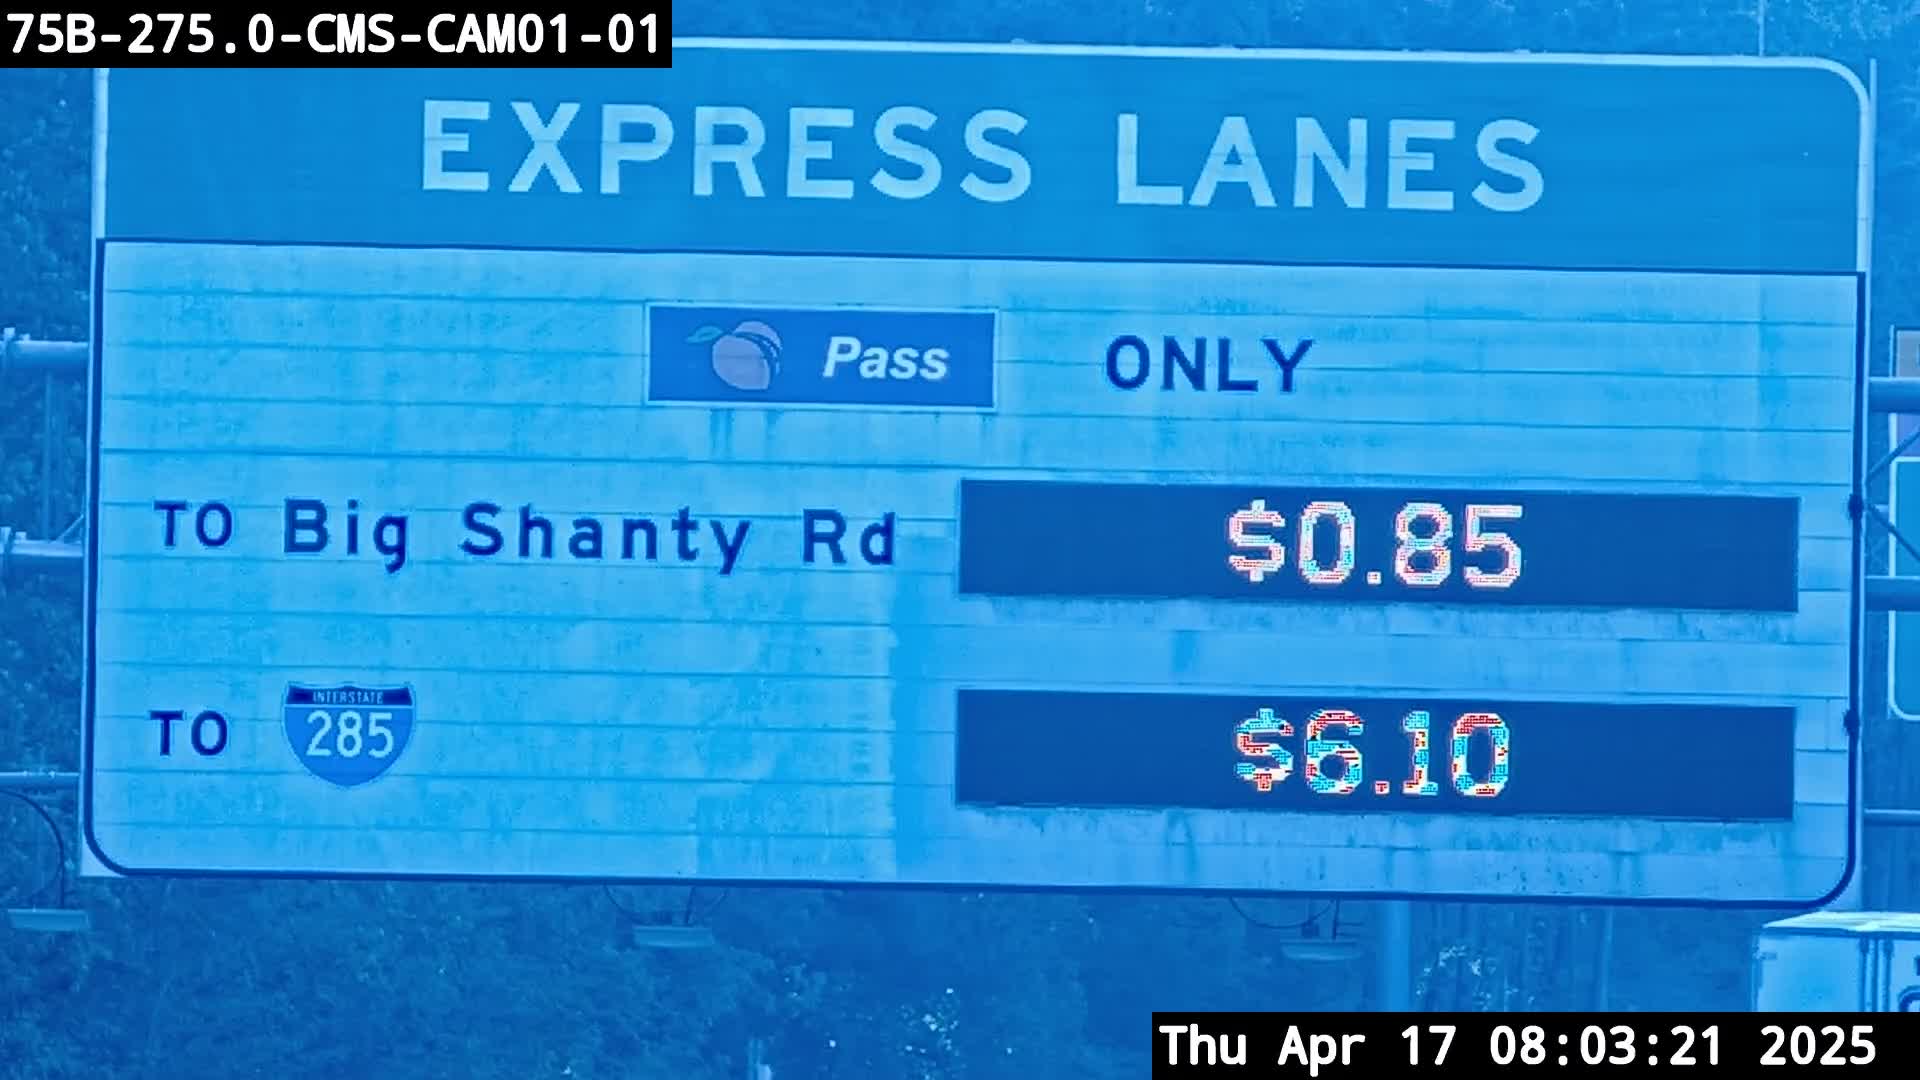 75B-275.0-CMS-CAM01-01
EXPRESS LANES
Pass ONLY
TO Big Shanty Rd $0.85
TO INTERSTATE 285 $6.10
Thu Apr 17 08:03:21 2025